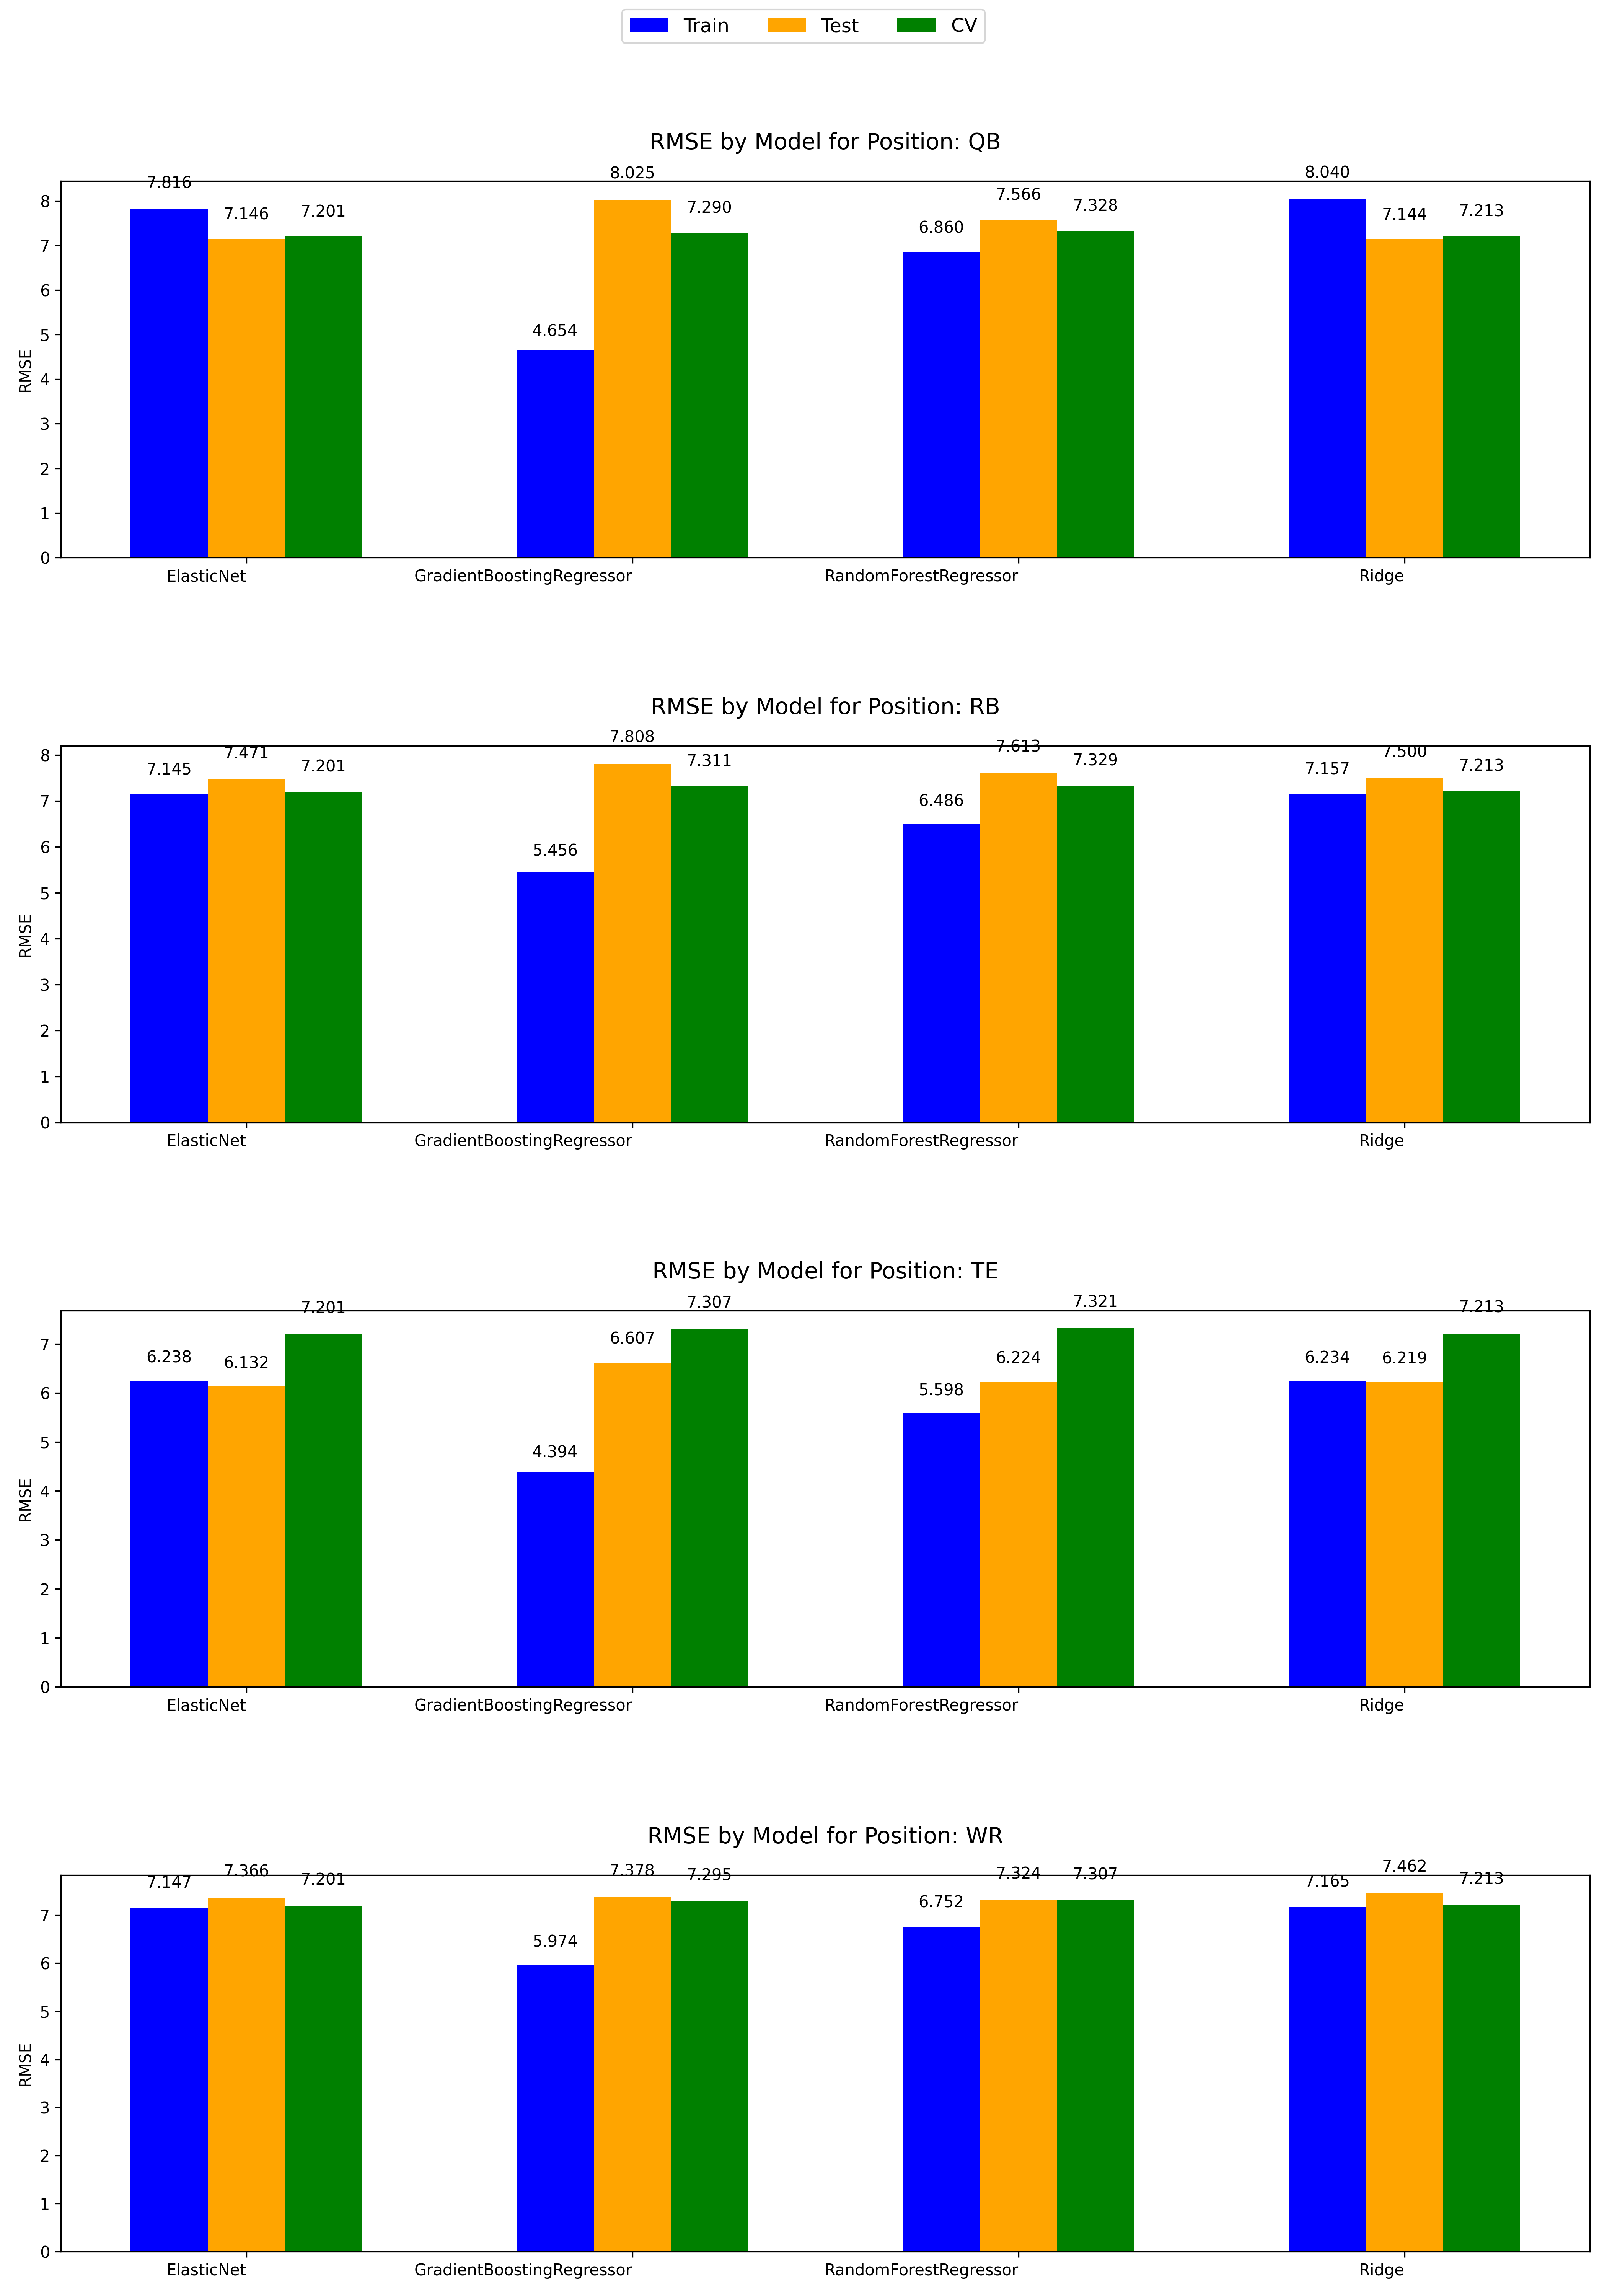 Train Test CV
RMSE by Model for Position: QB
7.816 7.146 7.201 4.654 8.025 7.290 6.860 7.566 7.328 8.040 7.144 7.213
8
7
6
5
4
3
2
1
0
RMSE
ElasticNet GradientBoostingRegressor RandomForestRegressor Ridge
RMSE by Model for Position: RB
7.145 7.471 7.201 5.456 7.808 7.311 6.486 7.613 7.329 7.157 7.500 7.213
8
7
6
5
4
3
2
1
0
RMSE
ElasticNet GradientBoostingRegressor RandomForestRegressor Ridge
RMSE by Model for Position: TE
6.238 6.132 7.201 4.394 6.607 7.307 5.598 6.224 7.321 6.234 6.219 7.213
7
6
5
4
3
2
1
0
RMSE
ElasticNet GradientBoostingRegressor RandomForestRegressor Ridge
RMSE by Model for Position: WR
7.147 7.366 7.201 5.974 7.378 7.295 6.752 7.324 7.307 7.165 7.462 7.213
7
6
5
4
3
2
1
0
RMSE
ElasticNet GradientBoostingRegressor RandomForestRegressor Ridge